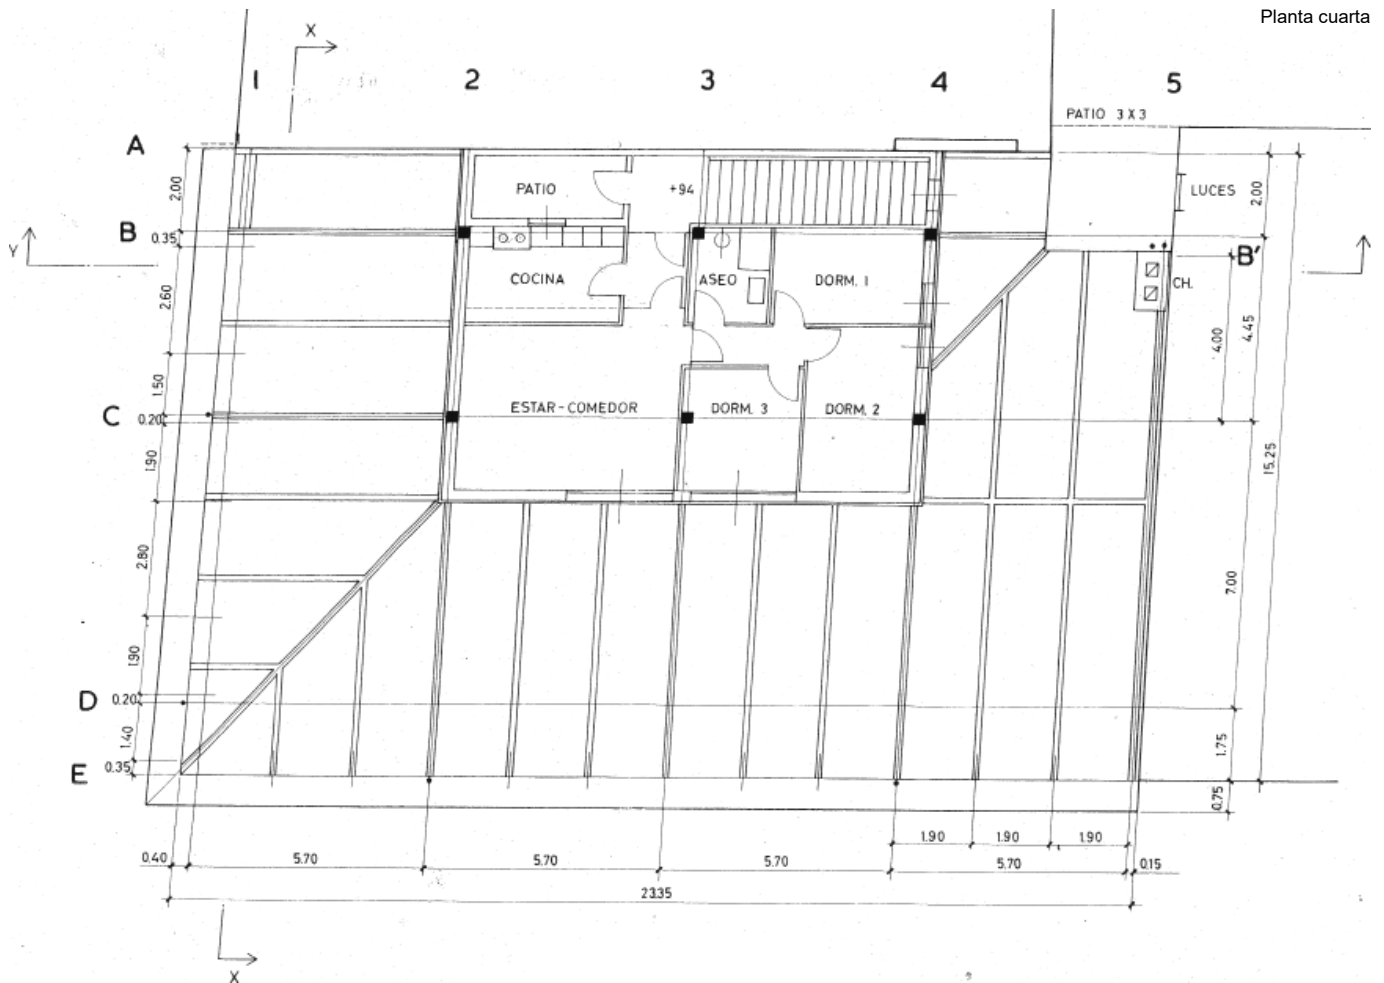 Planta cuarta
X
1
2
3
4
5
PATIO 3 X 3
A
PATIO
+94
LUCES
2.00
2.00
B
0.35
Y
B'
COCINA
ASEO
DORM. 1
CH.
2.60
4.00
4.45
1.50
ESTAR-COMEDOR
DORM. 3
DORM. 2
C
0.20
1.90
15.25
2.80
7.00
1.90
D
0.20
1.40
1.75
E
0.35
0.75
1.90
1.90
1.90
0.40
5.70
5.70
5.70
5.70
0.15
23.35
X